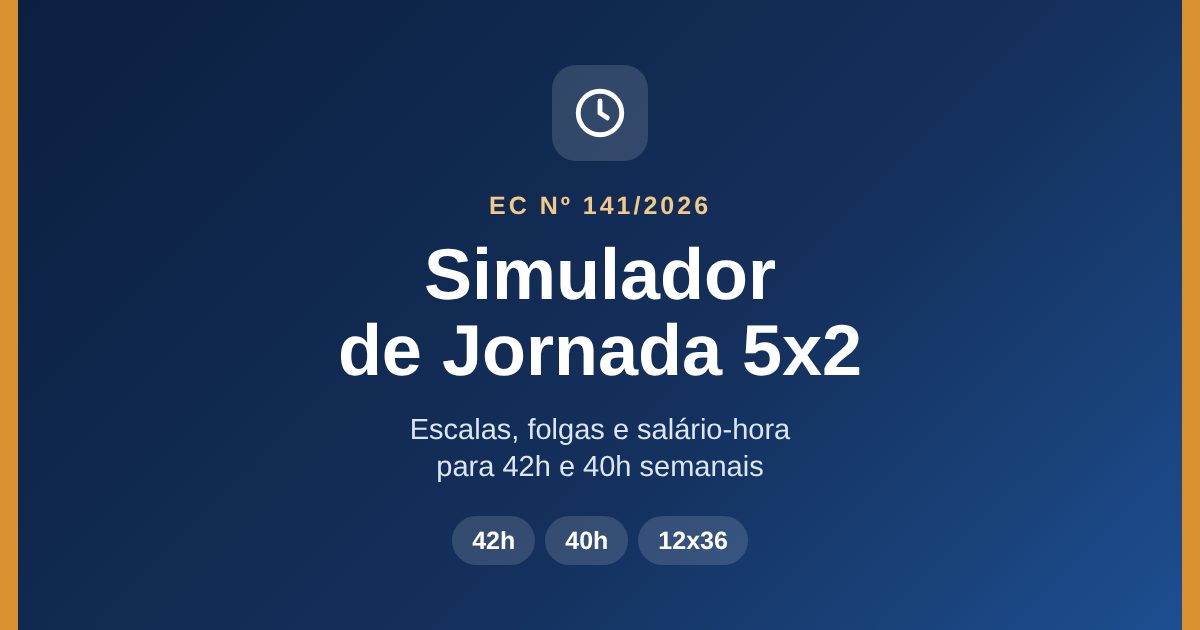 EC Nº 141/2026
Simulador
de Jornada 5x2
Escalas, folgas e salário-hora
para 42h e 40h semanais
42h
40h
12x36